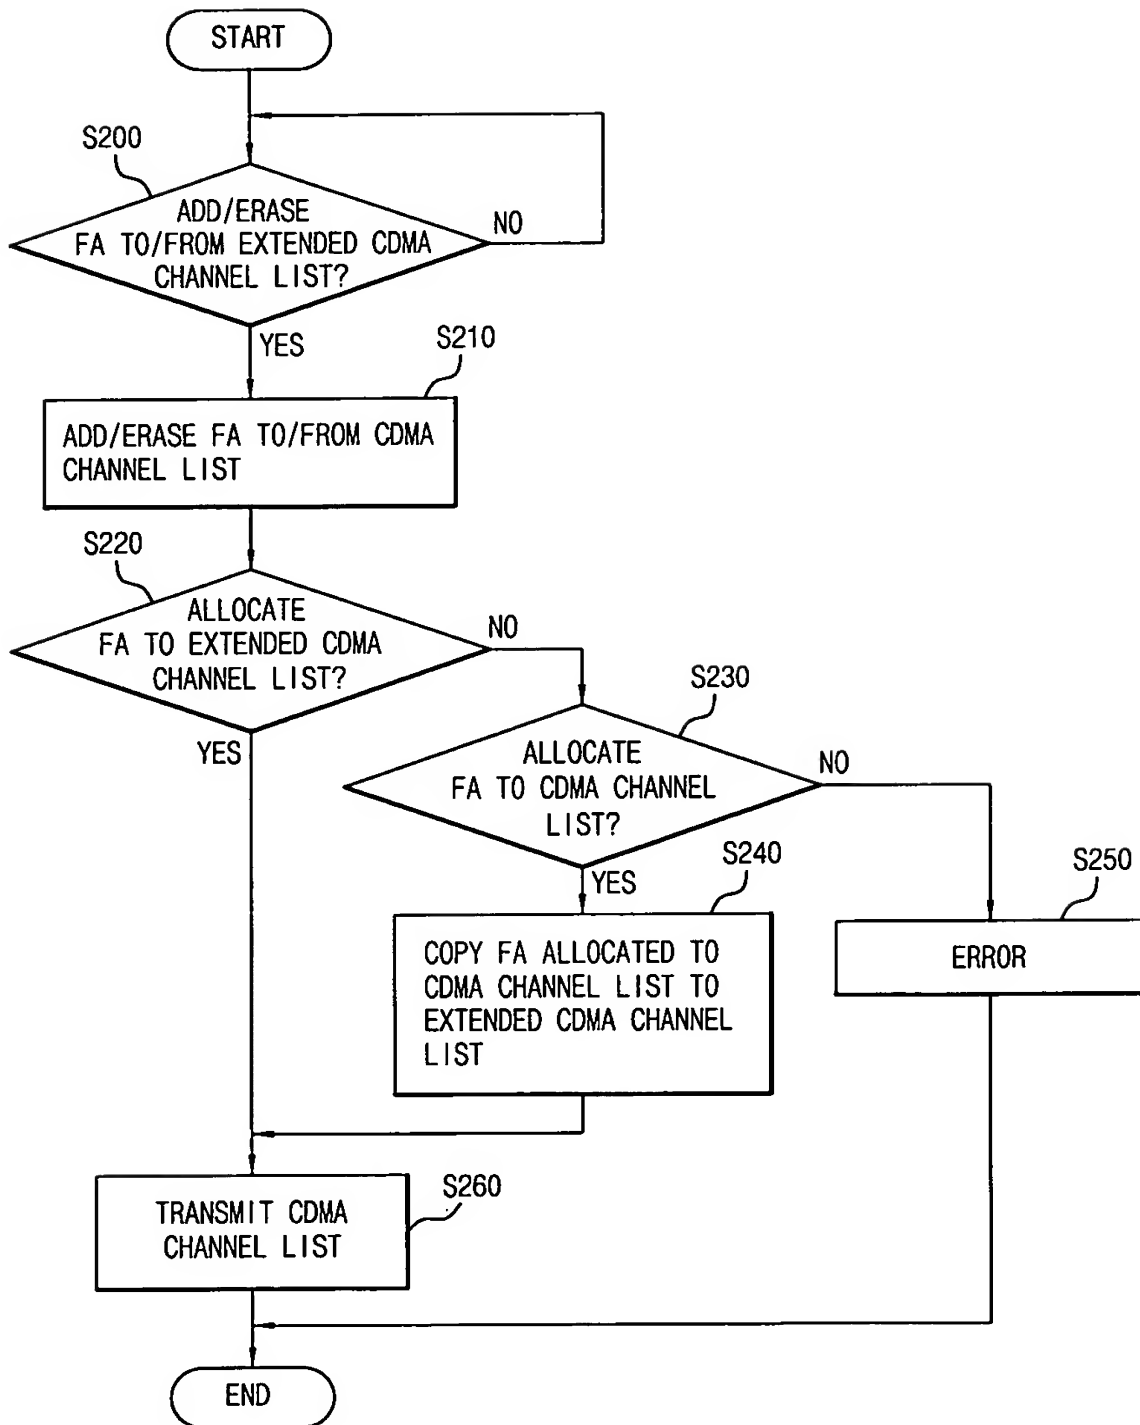 START
S200
ADD/ERASE
FA TO/FROM EXTENDED CDMA
CHANNEL LIST?
NO
YES
S210
ADD/ERASE FA TO/FROM CDMA
CHANNEL LIST
S220
ALLOCATE
FA TO EXTENDED CDMA
CHANNEL LIST?
NO
YES
S230
ALLOCATE
FA TO CDMA CHANNEL
LIST?
NO
YES
S240
COPY FA ALLOCATED TO
CDMA CHANNEL LIST TO
EXTENDED CDMA CHANNEL
LIST
S250
ERROR
S260
TRANSMIT CDMA
CHANNEL LIST
END